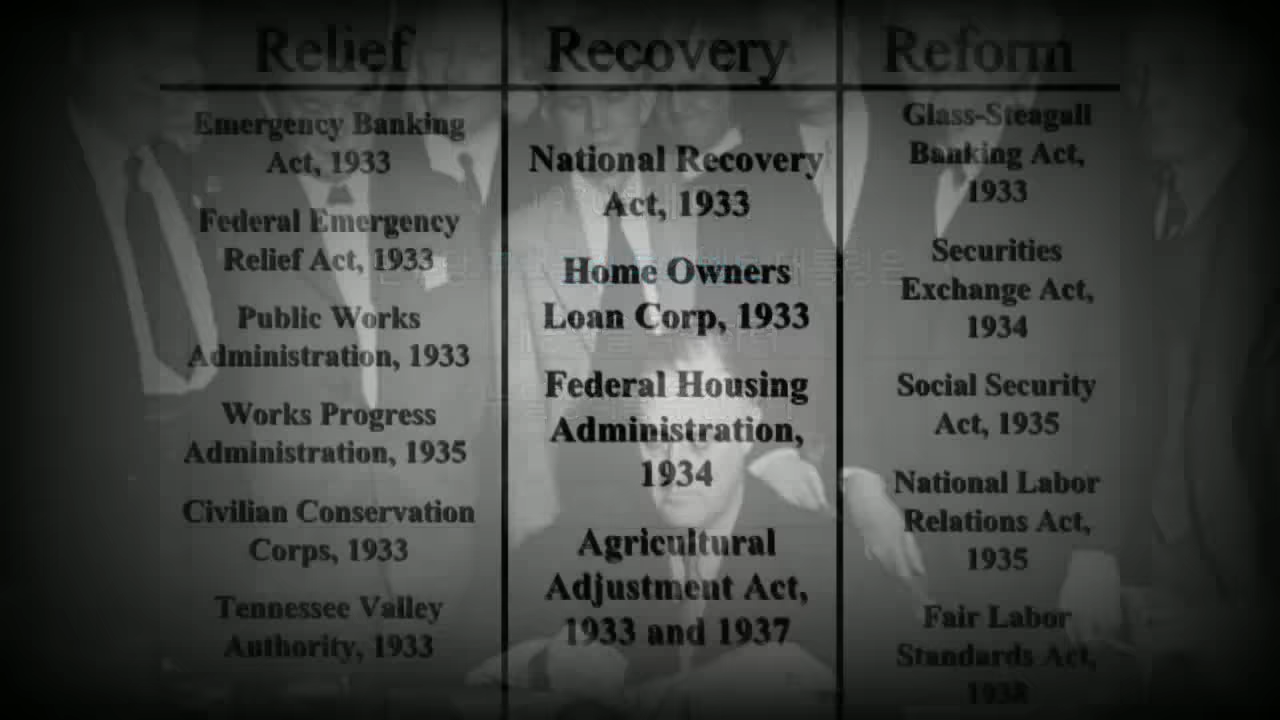 Relief
Emergency Banking
Act, 1933
Federal Emergency
Relief Act, 1933
Public Works
Administration, 1933
Works Progress
Administration, 1935
Civilian Conservation
Corps, 1933
Tennessee Valley
Authority, 1933
Recovery
National Recovery
Act, 1933
Home Owners
Loan Corp, 1933
Federal Housing
Administration,
1934
Agricultural
Adjustment Act,
1933 and 1937
Reform
Glass-Steagull
Banking Act,
1933
Securities
Exchange Act,
1934
Social Security
Act, 1935
National Labor
Relations Act,
1935
Fair Labor
Standards Act,
1938